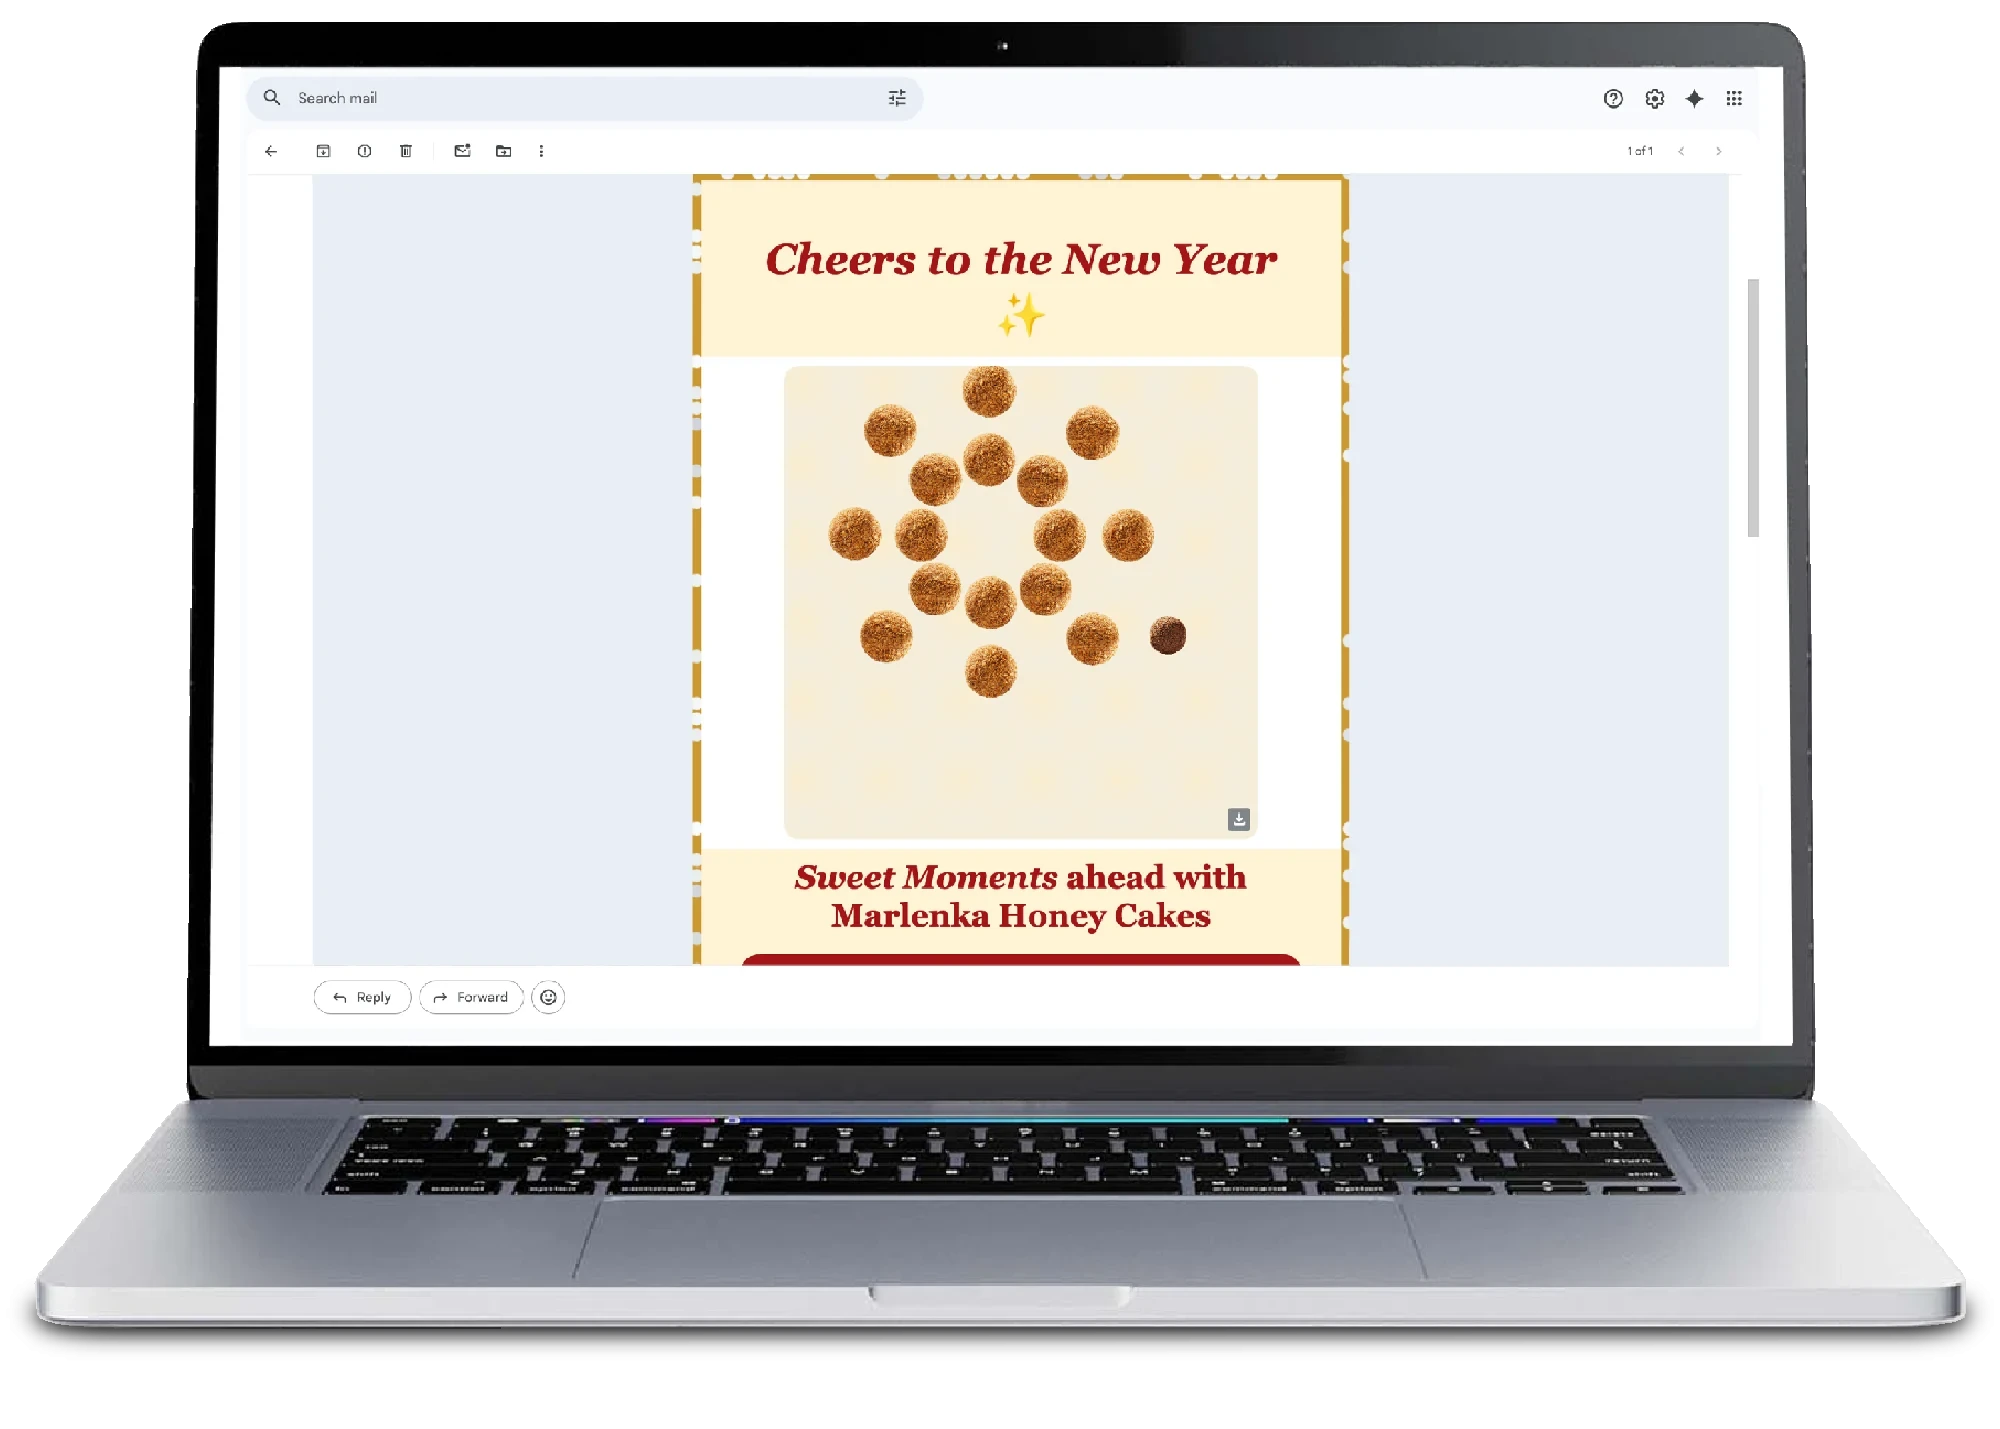 Search mail
1 of 1
Cheers to the New Year
Sweet Moments ahead with
Marlenka Honey Cakes
Reply
Forward